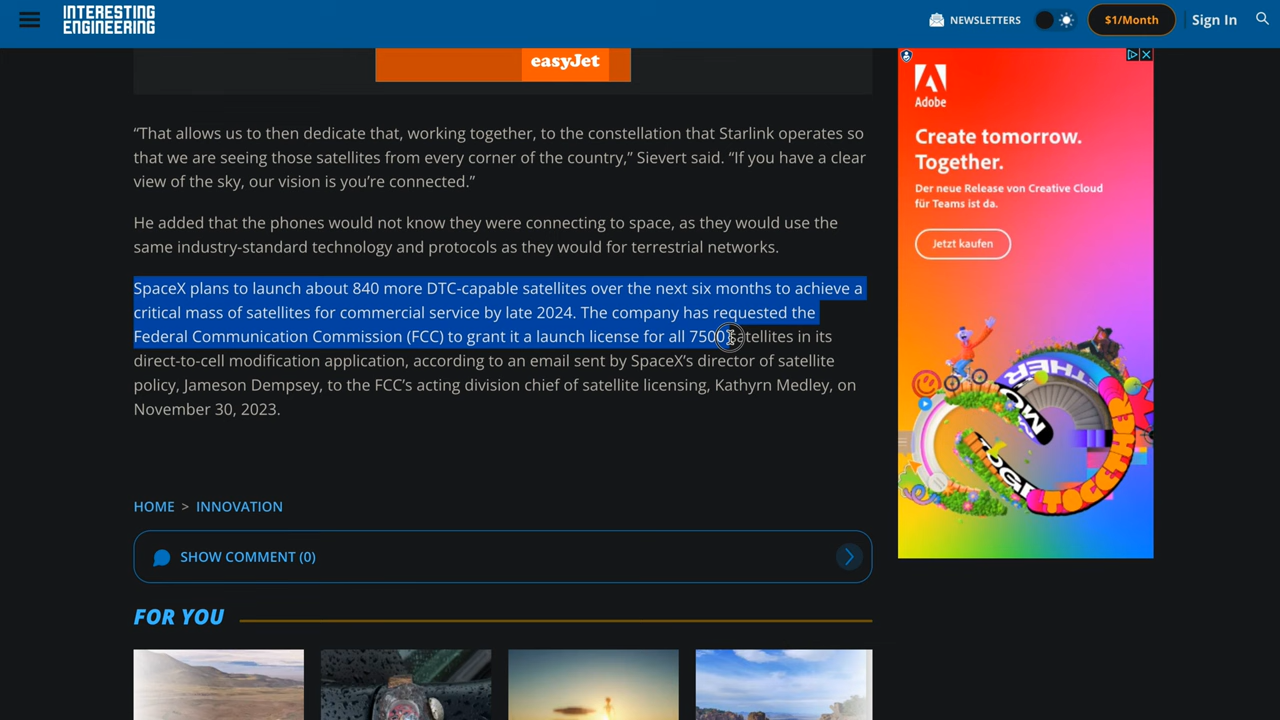 INTERESTING
ENGINEERING
NEWSLETTERS
$1/Month
Sign In
easyJet
“That allows us to then dedicate that, working together, to the constellation that Starlink operates so
that we are seeing those satellites from every corner of the country,” Sievert said. “If you have a clear
view of the sky, our vision is you’re connected.”
He added that the phones would not know they were connecting to space, as they would use the
same industry-standard technology and protocols as they would for terrestrial networks.
SpaceX plans to launch about 840 more DTC-capable satellites over the next six months to achieve a
critical mass of satellites for commercial service by late 2024. The company has requested the
Federal Communication Commission (FCC) to grant it a launch license for all 7500 satellites in its
direct-to-cell modification application, according to an email sent by SpaceX’s director of satellite
policy, Jameson Dempsey, to the FCC’s acting division chief of satellite licensing, Kathyrn Medley, on
November 30, 2023.
HOME > INNOVATION
SHOW COMMENT (0)
FOR YOU
Adobe
Create tomorrow.
Together.
Der neue Release von Creative Cloud
für Teams ist da.
Jetzt kaufen
TOGETHER